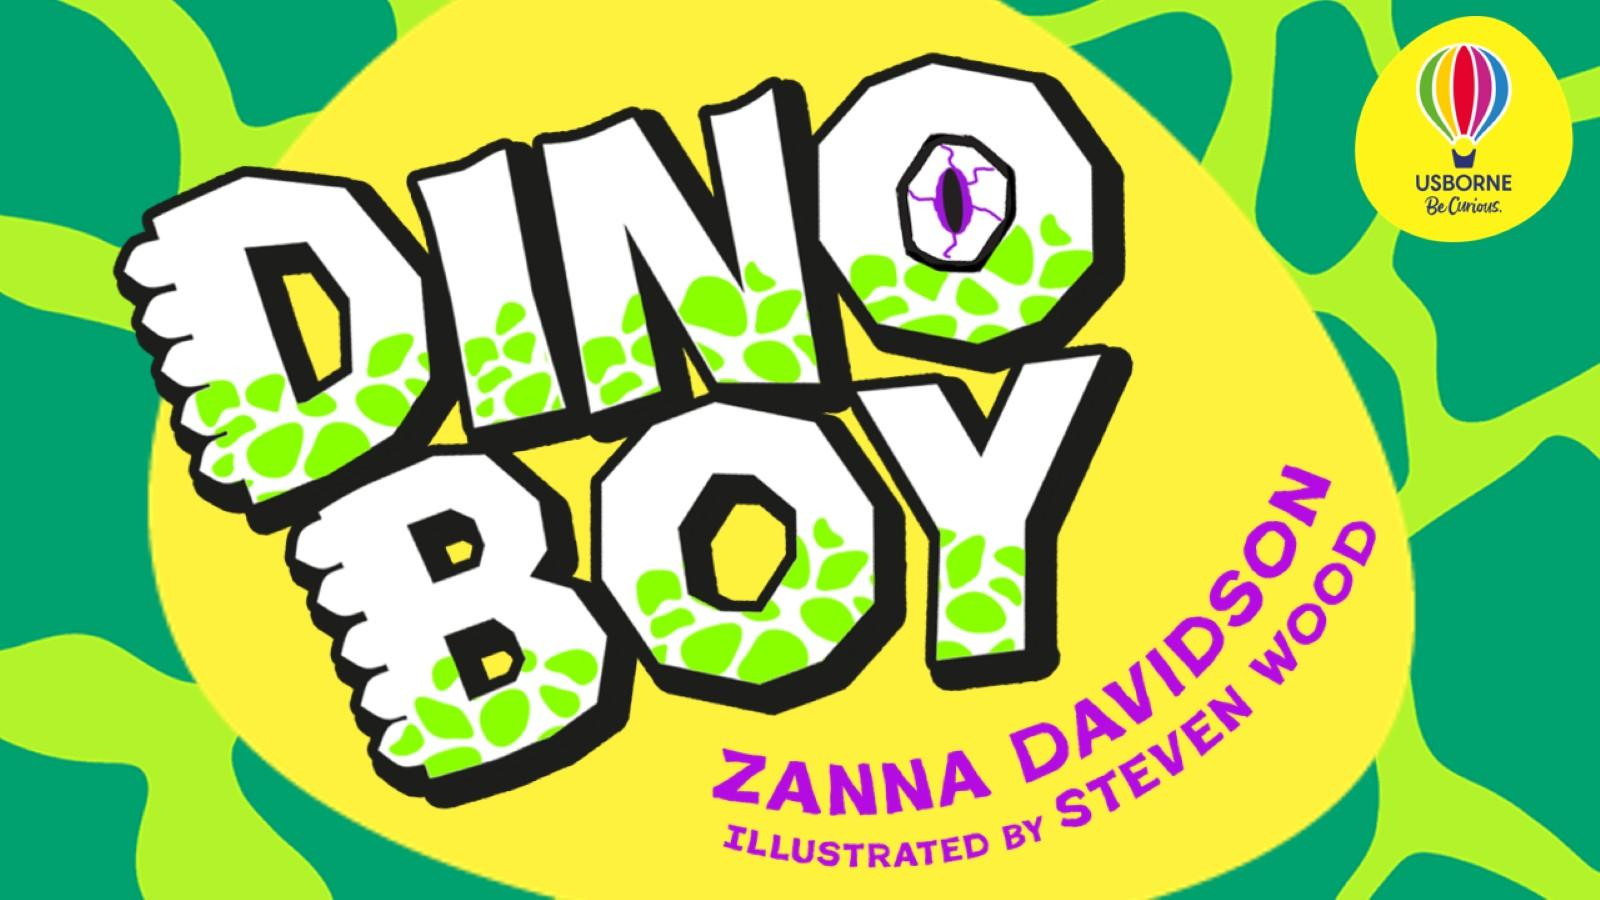 DINO
BOY
ZANNA DAVIDSON
ILLUSTRATED BY STEVEN WOOD
USBORNE
Be Curious.